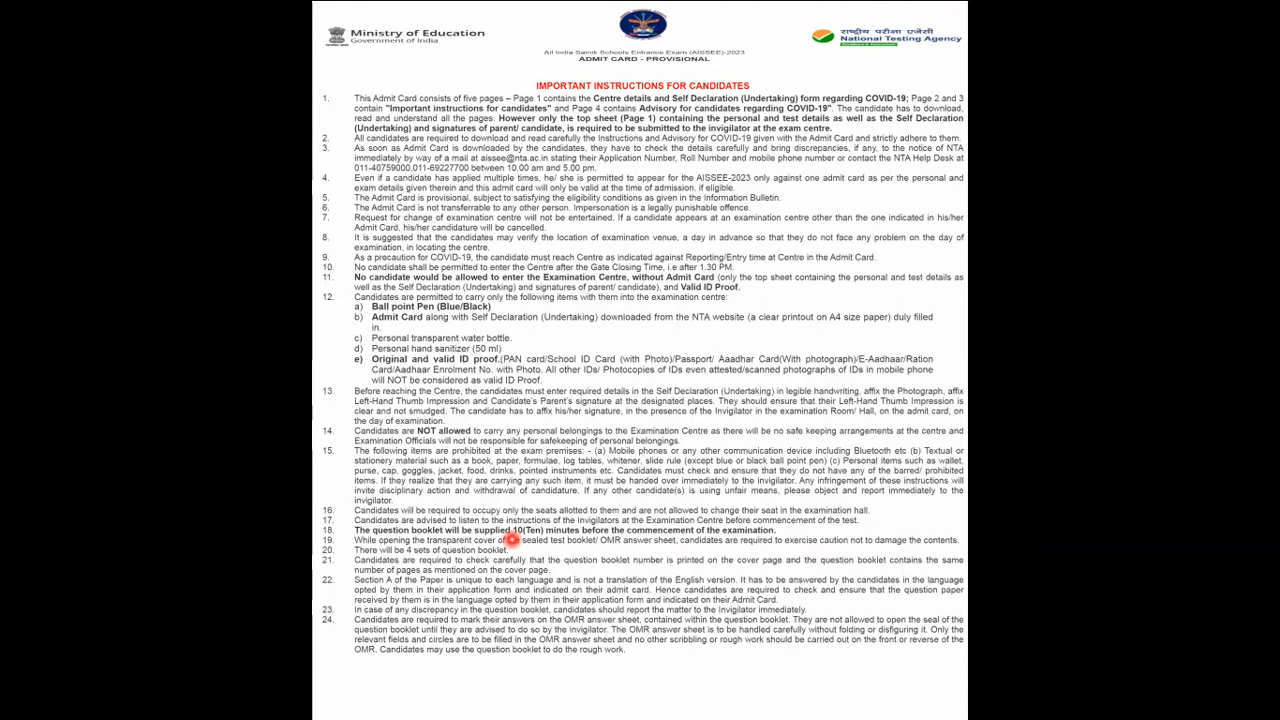 Ministry of Education
Government of India
राष्ट्रीय परीक्षा एजेंसी
National Testing Agency
Excellence in Assessment
All India Sainik Schools Entrance Exam (AISSEE)-2023
ADMIT CARD - PROVISIONAL
IMPORTANT INSTRUCTIONS FOR CANDIDATES
1. This Admit Card consists of five pages – Page 1 contains the Centre details and Self Declaration (Undertaking) form regarding COVID-19; Page 2 and 3
contain "Important instructions for candidates" and Page 4 contains Advisory for candidates regarding COVID-19". The candidate has to download,
read and understand all the pages. However only the top sheet (Page 1) containing the personal and test details as well as the Self Declaration
(Undertaking) and signatures of parent/ candidate, is required to be submitted to the invigilator at the exam centre.
2. All candidates are required to download and read carefully the Instructions and Advisory for COVID-19 given with the Admit Card and strictly adhere to them.
3. As soon as Admit Card is downloaded by the candidates, they have to check the details carefully and bring discrepancies, if any, to the notice of NTA
immediately by way of a mail at aissee@nta.ac.in stating their Application Number, Roll Number and mobile phone number or contact the NTA Help Desk at
011-40759000,011-69227700 between 10.00 am and 5.00 pm.
4. Even if a candidate has applied multiple times, he/ she is permitted to appear for the AISSEE-2023 only against one admit card as per the personal and
exam details given therein and this admit card will only be valid at the time of admission, if eligible.
5. The Admit Card is provisional, subject to satisfying the eligibility conditions as given in the Information Bulletin.
6. The Admit Card is not transferable to any other person. Impersonation is a legally punishable offence.
7. Request for change of examination centre will not be entertained. If a candidate appears at an examination centre other than the one indicated in his/her
Admit Card, his/her candidature will be cancelled.
8. It is suggested that the candidates may verify the location of examination venue, a day in advance so that they do not face any problem on the day of
examination, in locating the centre.
9. As a precaution for COVID-19, the candidate must reach Centre as indicated against Reporting/Entry time at Centre in the Admit Card.
10. No candidate shall be permitted to enter the Centre after the Gate Closing Time, i.e after 1.30 PM.
11. No candidate would be allowed to enter the Examination Centre, without Admit Card (only the top sheet containing the personal and test details as
well as the Self Declaration (Undertaking) and signatures of parent/ candidate), and Valid ID Proof.
12. Candidates are permitted to carry only the following items with them into the examination centre:
a) Ball point Pen (Blue/Black)
b) Admit Card along with Self Declaration (Undertaking) downloaded from the NTA website (a clear printout on A4 size paper) duly filled
in.
c) Personal transparent water bottle.
d) Personal hand sanitizer (50 ml)
e) Original and valid ID proof.(PAN card/School ID Card (with Photo)/Passport/ Aaadhar Card(With photograph)/E-Aadhaar/Ration
Card/Aadhaar Enrolment No. with Photo. All other IDs/ Photocopies of IDs even attested/scanned photographs of IDs in mobile phone
will NOT be considered as valid ID Proof.
13. Before reaching the Centre, the candidates must enter required details in the Self Declaration (Undertaking) in legible handwriting, affix the Photograph, affix
Left-Hand Thumb Impression and Candidate's Parent's signature at the designated places. They should ensure that their Left-Hand Thumb Impression is
clear and not smudged. The candidate has to affix his/her signature, in the presence of the Invigilator in the examination Room/ Hall, on the admit card, on
the day of examination.
14. Candidates are NOT allowed to carry any personal belongings to the Examination Centre as there will be no safe keeping arrangements at the centre and
Examination Officials will not be responsible for safekeeping of personal belongings.
15. The following items are prohibited at the exam premises: - (a) Mobile phones or any other communication device including Bluetooth etc (b) Textual or
stationery material such as a book, paper, formulae, log tables, whitener, slide rule (except blue or black ball point pen) (c) Personal items such as wallet,
purse, cap, goggles, jacket, food, drinks, pointed instruments etc. Candidates must check and ensure that they do not have any of the barred/ prohibited
items. If they realize that they are carrying any such item, it must be handed over immediately to the invigilator. Any infringement of these instructions will
invite disciplinary action and withdrawal of candidature. If any other candidate(s) is using unfair means, please object and report immediately to the
invigilator.
16. Candidates will be required to occupy only the seats allotted to them and are not allowed to change their seat in the examination hall.
17. Candidates are advised to listen to the instructions of the Invigilators at the Examination Centre before commencement of the test.
18. The question booklet will be supplied 10(Ten) minutes before the commencement of the examination.
19. While opening the transparent cover of sealed test booklet/ OMR answer sheet, candidates are required to exercise caution not to damage the contents.
20. There will be 4 sets of question booklet.
21. Candidates are required to check carefully that the question booklet number is printed on the cover page and the question booklet contains the same
number of pages as mentioned on the cover page.
22. Section A of the Paper is unique to each language and is not a translation of the English version. It has to be answered by the candidates in the language
opted by them in their application form and indicated on their admit card. Hence candidates are required to check and ensure that the question paper
received by them is in the language opted by them in their application form and indicated on their Admit Card.
23. In case of any discrepancy in the question booklet, candidates should report the matter to the Invigilator immediately.
24. Candidates are required to mark their answers on the OMR answer sheet, contained within the question booklet. They are not allowed to open the seal of the
question booklet until they are advised to do so by the invigilator. The OMR answer sheet is to be handled carefully without folding or disfiguring it. Only the
relevant fields and circles are to be filled in the OMR answer sheet and no other scribbling or rough work should be carried out on the front or reverse of the
OMR. Candidates may use the question booklet to do the rough work.